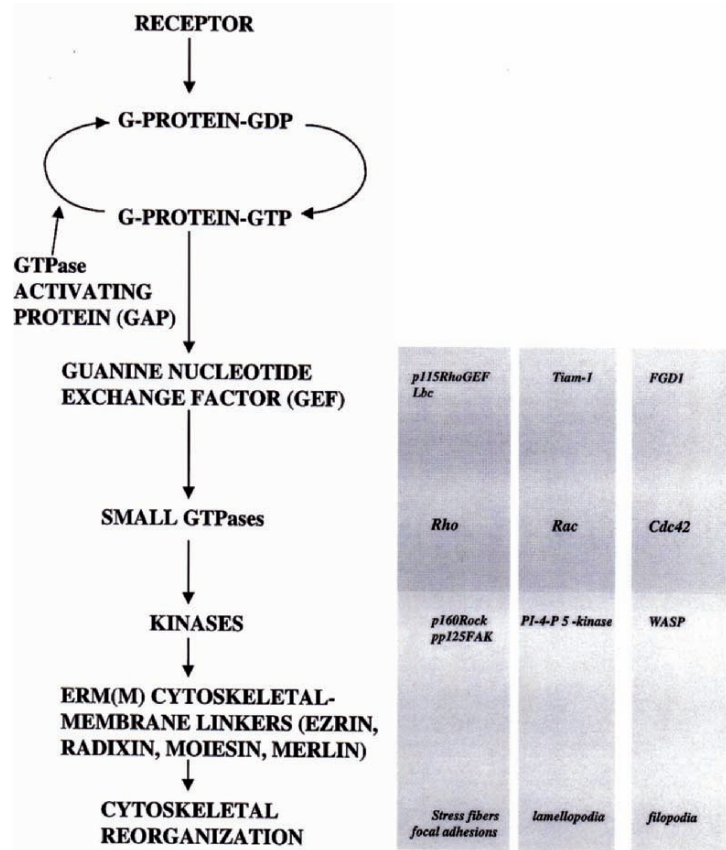 RECEPTOR
G-PROTEIN-GDP
G-PROTEIN-GTP
GTPase
ACTIVATING
PROTEIN (GAP)
GUANINE NUCLEOTIDE
EXCHANGE FACTOR (GEF)
p115RhoGEF
Lbc
Tiam-1
FGD1
SMALL GTPases
Rho
Rac
Cdc42
KINASES
p160Rock
pp125FAK
PI-4-P 5 -kinase
WASP
ERM(M) CYTOSKELETAL-
MEMBRANE LINKERS (EZRIN,
RADIXIN, MOIESIN, MERLIN)
CYTOSKELETAL
REORGANIZATION
Stress fibers
focal adhesions
lamellopodia
filopodia